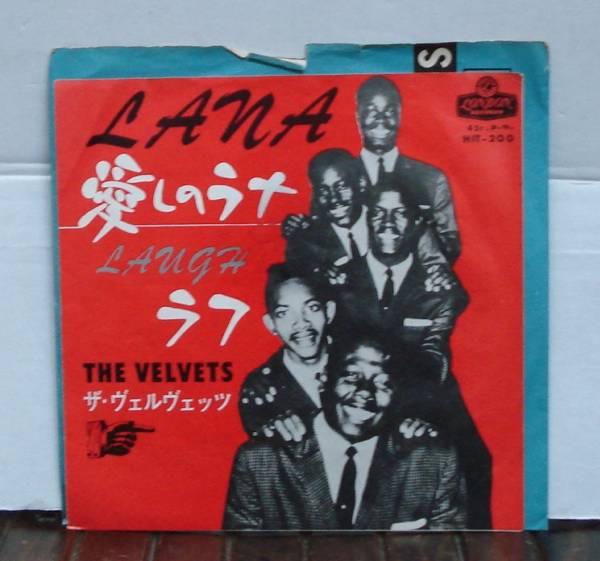 S
LANA
愛しのラナ
LAUGH
ラフ
THE VELVETS
ザ・ヴェルヴェッツ
LONDON
45r.p.m.
HIT-200